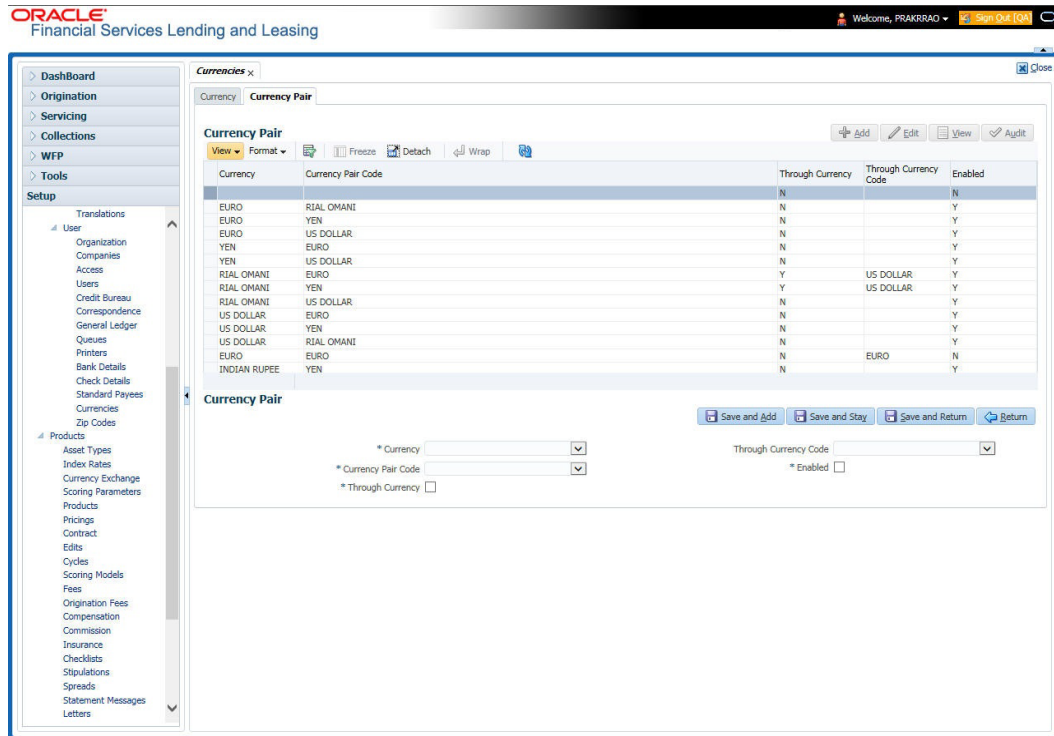 ORACLE
Financial Services Lending and Leasing
Welcome, PRAKRRAO
Sign Out [QA]
DashBoard
Origination
Servicing
Collections
WFP
Tools
Setup
Translations
User
Organization
Companies
Access
Users
Credit Bureau
Correspondence
General Ledger
Queues
Printers
Bank Details
Check Details
Standard Payees
Currencies
Zip Codes
Products
Asset Types
Index Rates
Currency Exchange
Scoring Parameters
Products
Pricings
Contract
Edits
Cycles
Scoring Models
Fees
Origination Fees
Compensation
Commission
Insurance
Checklists
Stipulations
Spreads
Statement Messages
Letters
Currencies x
Close
Currency Currency Pair
Currency Pair
Add Edit View Audit
View Format Freeze Detach Wrap
Currency Currency Pair Code Through Currency Through Currency Code Enabled
N N
EURO RIAL OMANI N Y
EURO YEN N Y
EURO US DOLLAR N Y
YEN EURO N Y
YEN US DOLLAR N Y
RIAL OMANI EURO Y US DOLLAR Y
RIAL OMANI YEN Y US DOLLAR Y
RIAL OMANI US DOLLAR N Y
US DOLLAR EURO N Y
US DOLLAR YEN N Y
US DOLLAR RIAL OMANI N Y
EURO EURO N EURO N
INDIAN RUPEE YEN N Y
Currency Pair
Save and Add Save and Stay Save and Return Return
* Currency
* Currency Pair Code
* Through Currency
Through Currency Code
* Enabled